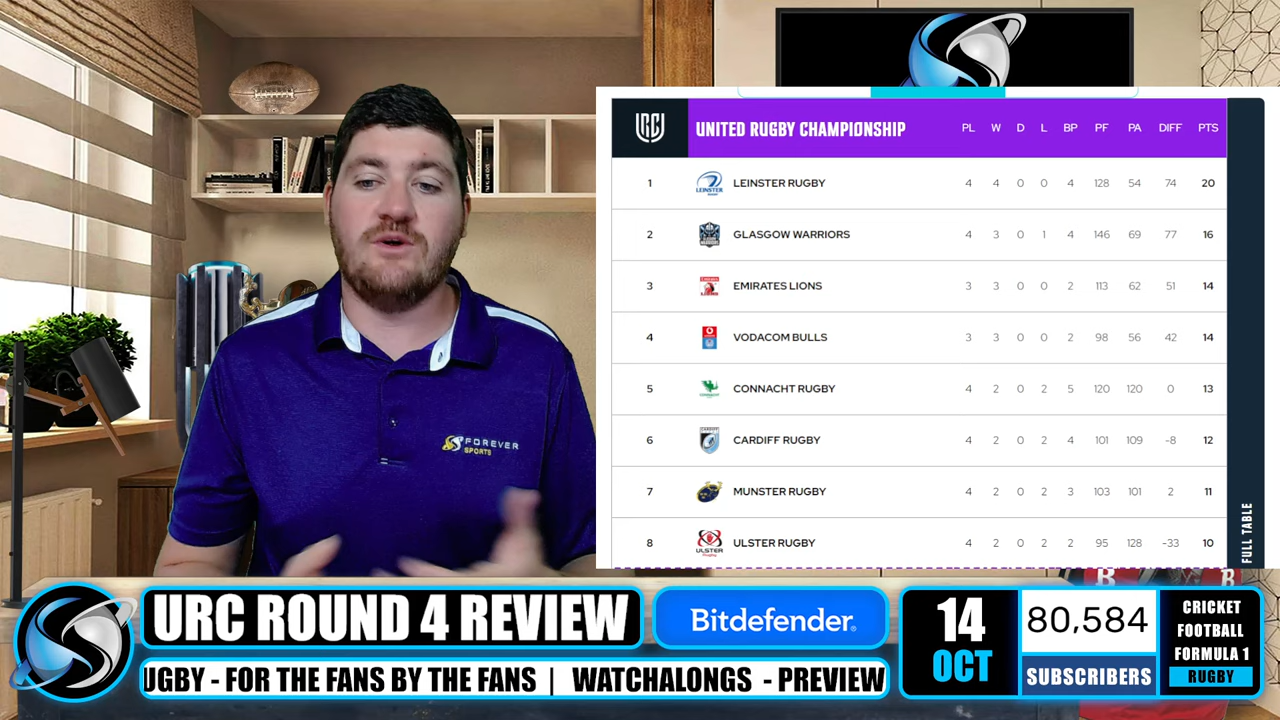 UNITED RUGBY CHAMPIONSHIP PL W D L BP PF PA DIFF PTS
1 LEINSTER RUGBY 4 4 0 0 4 128 54 74 20
2 GLASGOW WARRIORS 4 3 0 1 4 146 69 77 16
3 EMIRATES LIONS 3 3 0 0 2 113 62 51 14
4 VODACOM BULLS 3 3 0 0 2 98 56 42 14
5 CONNACHT RUGBY 4 2 0 2 5 120 120 0 13
6 CARDIFF RUGBY 4 2 0 2 4 101 109 -8 12
7 MUNSTER RUGBY 4 2 0 2 3 103 101 2 11
8 ULSTER RUGBY 4 2 0 2 2 95 128 -33 10
FULL TABLE
FOREVER
SPORTS
URC ROUND 4 REVIEW
Bitdefender
UGBY - FOR THE FANS BY THE FANS | WATCHALONGS - PREVIEW
14
OCT
80,584
SUBSCRIBERS
CRICKET
FOOTBALL
FORMULA 1
RUGBY